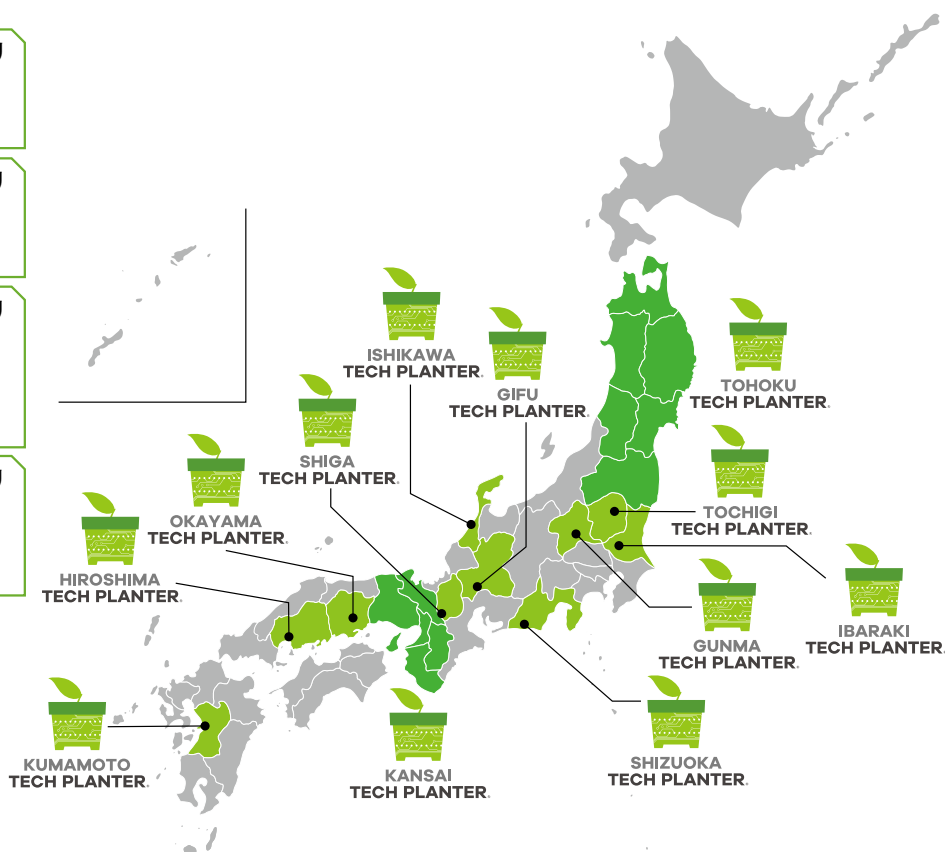 ISHIKAWA
TECH PLANTER.
GIFU
TECH PLANTER.
TOHOKU
TECH PLANTER.
SHIGA
TECH PLANTER.
OKAYAMA
TECH PLANTER.
TOCHIGI
TECH PLANTER.
HIROSHIMA
TECH PLANTER.
GUNMA
TECH PLANTER.
IBARAKI
TECH PLANTER.
KUMAMOTO
TECH PLANTER.
KANSAI
TECH PLANTER.
SHIZUOKA
TECH PLANTER.